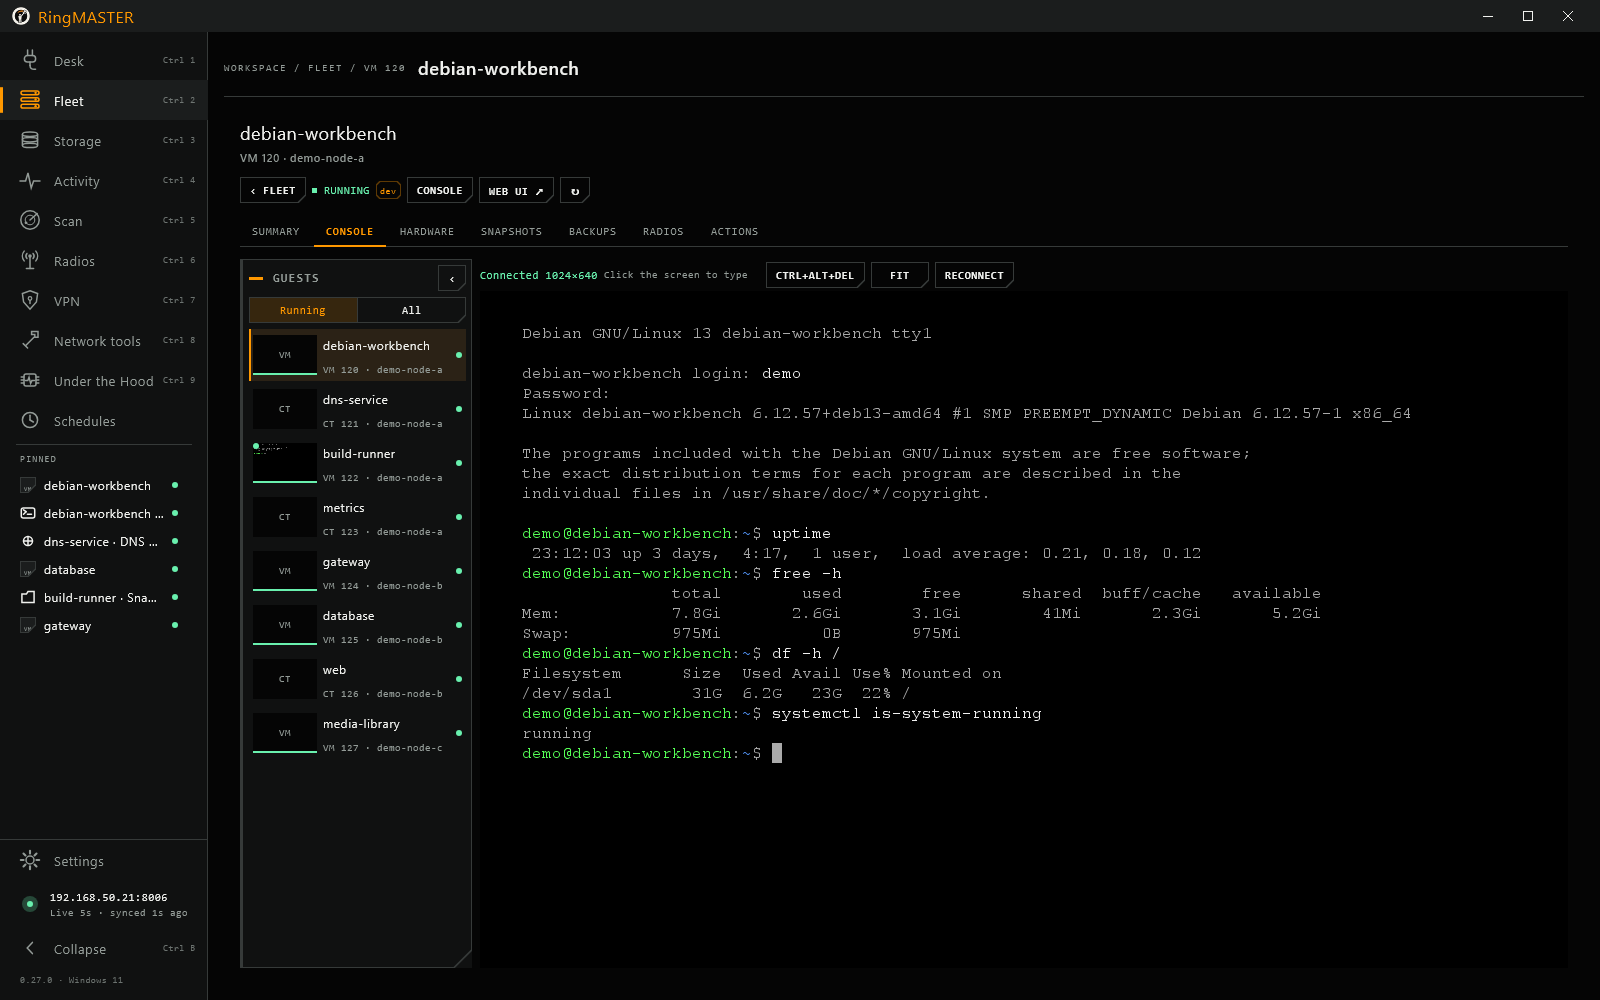 RingMASTER
Desk Ctrl 1
Fleet Ctrl 2
Storage Ctrl 3
Activity Ctrl 4
Scan Ctrl 5
Radios Ctrl 6
VPN Ctrl 7
Network tools Ctrl 8
Under the Hood Ctrl 9
Schedules
PINNED
debian-workbench
debian-workbench ...
dns-service · DNS ...
database
build-runner · Sna...
gateway
Settings
192.168.50.21:8006
Live 5s · synced 1s ago
Collapse Ctrl B
0.27.0 · Windows 11
WORKSPACE / FLEET / VM 120 debian-workbench
debian-workbench
VM 120 · demo-node-a
‹ FLEET RUNNING dev CONSOLE WEB UI ↗ ↻
SUMMARY CONSOLE HARDWARE SNAPSHOTS BACKUPS RADIOS ACTIONS
GUESTS ‹
Running All
VM debian-workbench
VM 120 · demo-node-a
CT dns-service
CT 121 · demo-node-a
build-runner
VM 122 · demo-node-a
CT metrics
CT 123 · demo-node-a
VM gateway
VM 124 · demo-node-b
VM database
VM 125 · demo-node-b
CT web
CT 126 · demo-node-b
VM media-library
VM 127 · demo-node-c
Connected 1024×640 Click the screen to type CTRL+ALT+DEL FIT RECONNECT
Debian GNU/Linux 13 debian-workbench tty1
debian-workbench login: demo
Password:
Linux debian-workbench 6.12.57+deb13-amd64 #1 SMP PREEMPT_DYNAMIC Debian 6.12.57-1 x86_64
The programs included with the Debian GNU/Linux system are free software;
the exact distribution terms for each program are described in the
individual files in /usr/share/doc/*/copyright.
demo@debian-workbench:~$ uptime
23:12:03 up 3 days,  4:17,  1 user,  load average: 0.21, 0.18, 0.12
demo@debian-workbench:~$ free -h
total used free shared buff/cache available
Mem: 7.8Gi 2.6Gi 3.1Gi 41Mi 2.3Gi 5.2Gi
Swap: 975Mi 0B 975Mi
demo@debian-workbench:~$ df -h /
Filesystem Size Used Avail Use% Mounted on
/dev/sda1 31G 6.2G 23G 22% /
demo@debian-workbench:~$ systemctl is-system-running
running
demo@debian-workbench:~$